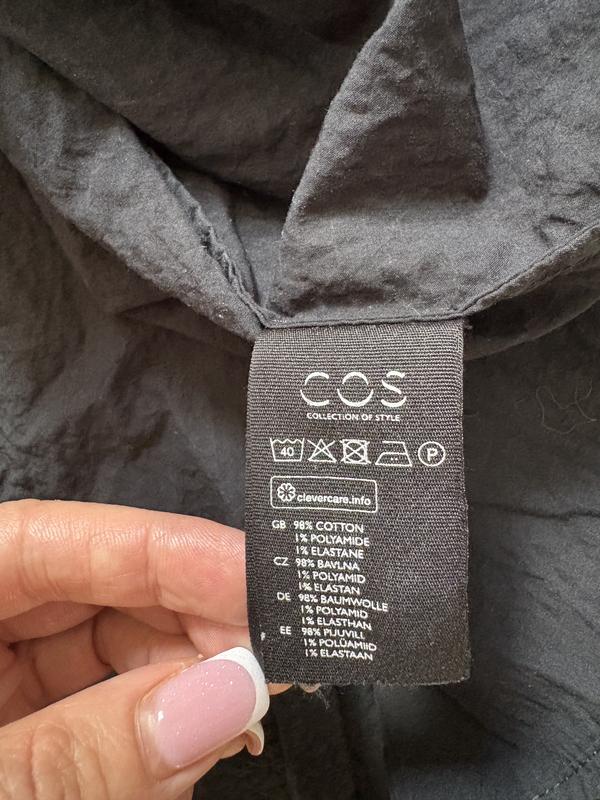 COS
COLLECTION OF STYLE
40 P
clevercare.info
GB 98% COTTON
1% POLYAMIDE
1% ELASTANE
CZ 98% BAVLNA
1% POLYAMID
1% ELASTAN
DE 98% BAUMWOLLE
1% POLYAMID
1% ELASTHAN
EE 98% PUUVILL
1% POLÜAMIID
1% ELASTAAN